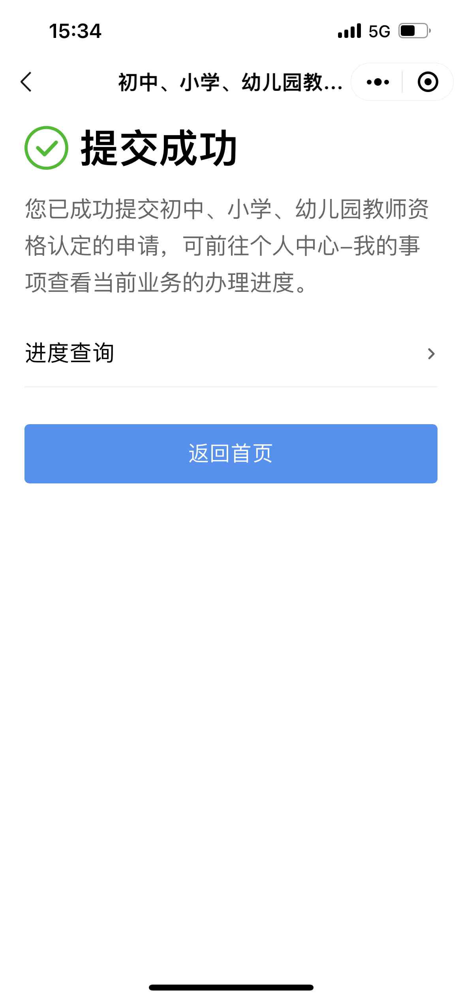 15:34
5G
初中、小学、幼儿园教...
提交成功
您已成功提交初中、小学、幼儿园教师资
格认定的申请，可前往个人中心-我的事
项查看当前业务的办理进度。
进度查询
返回首页